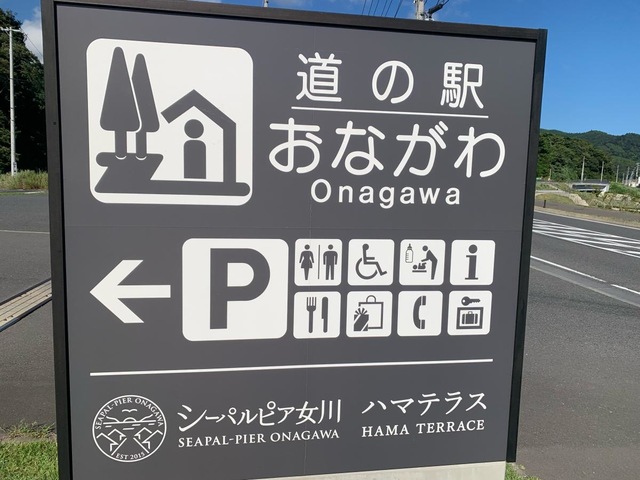 道の駅
おながわ
Onagawa
P
i
SEAPAL-PIER ONAGAWA
EST 2015
シーパルピア女川
SEAPAL-PIER ONAGAWA
ハマテラス
HAMA TERRACE